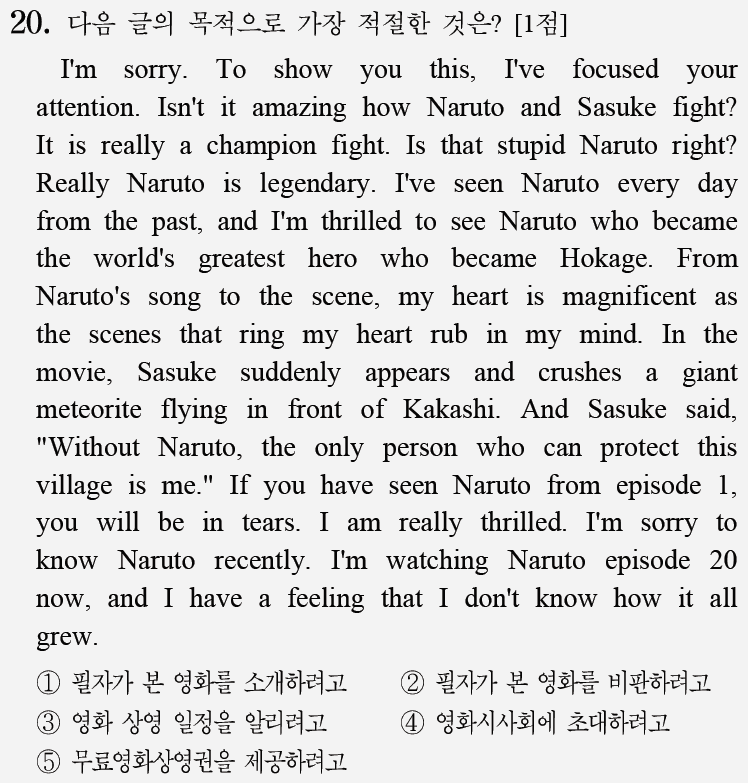 20. 다음 글의 목적으로 가장 적절한 것은? [1점]
I'm sorry. To show you this, I've focused your
attention. Isn't it amazing how Naruto and Sasuke fight?
It is really a champion fight. Is that stupid Naruto right?
Really Naruto is legendary. I've seen Naruto every day
from the past, and I'm thrilled to see Naruto who became
the world's greatest hero who became Hokage. From
Naruto's song to the scene, my heart is magnificent as
the scenes that ring my heart rub in my mind. In the
movie, Sasuke suddenly appears and crushes a giant
meteorite flying in front of Kakashi. And Sasuke said,
"Without Naruto, the only person who can protect this
village is me." If you have seen Naruto from episode 1,
you will be in tears. I am really thrilled. I'm sorry to
know Naruto recently. I'm watching Naruto episode 20
now, and I have a feeling that I don't know how it all
grew.
① 필자가 본 영화를 소개하려고 ② 필자가 본 영화를 비판하려고
③ 영화 상영 일정을 알리려고 ④ 영화시사회에 초대하려고
⑤ 무료영화상영권을 제공하려고